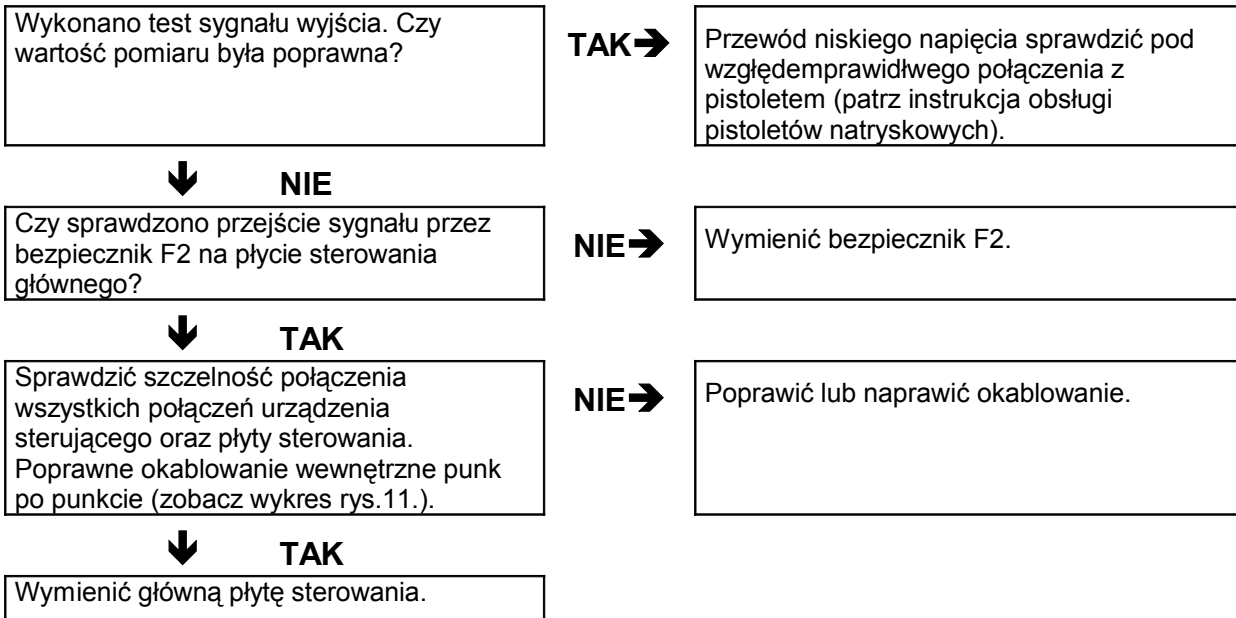 Wykonano test sygnału wyjścia. Czy
wartość pomiaru była poprawna?
TAK→
Przewód niskiego napięcia sprawdzić pod
względemprawidłwego połączenia z
pistoletem (patrz instrukcja obsługi
pistoletów natryskowych).
NIE
Czy sprawdzono przejście sygnału przez
bezpiecznik F2 na płycie sterowania
głównego?
NIE→
Wymienić bezpiecznik F2.
TAK
Sprawdzić szczelność połączenia
wszystkich połączeń urządzenia
sterującego oraz płyty sterowania.
Poprawne okablowanie wewnętrzne punk
po punkcie (zobacz wykres rys.11.).
NIE→
Poprawić lub naprawić okablowanie.
TAK
Wymienić główną płytę sterowania.